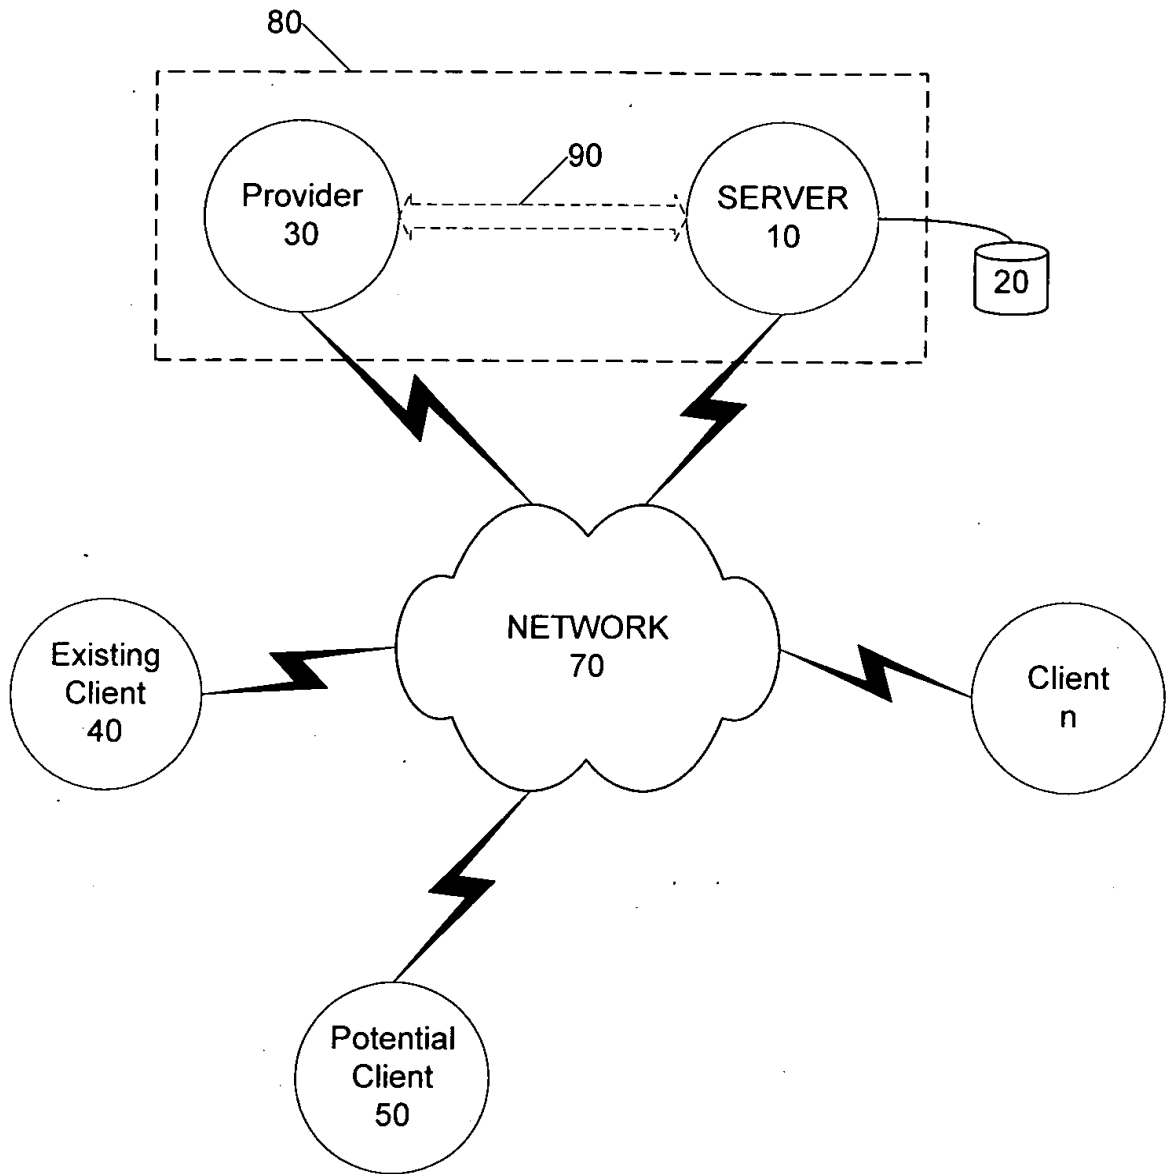 80
90
Provider
30
SERVER
10
20
NETWORK
70
Existing
Client
40
Client
n
Potential
Client
50